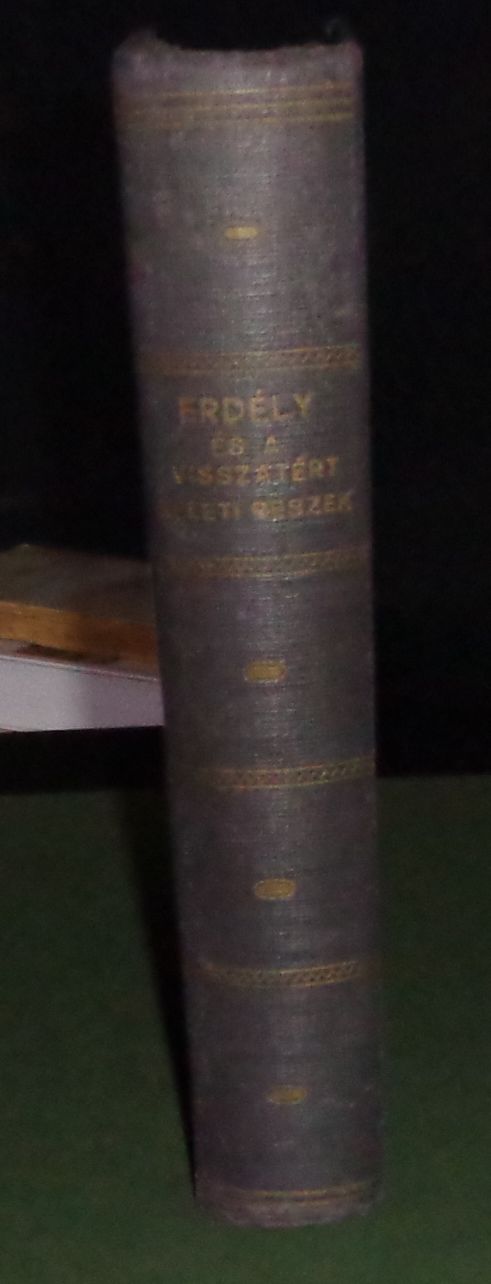 ERDÉLY
ÉS A
VISSZATÉRT
KELETI RÉSZEK